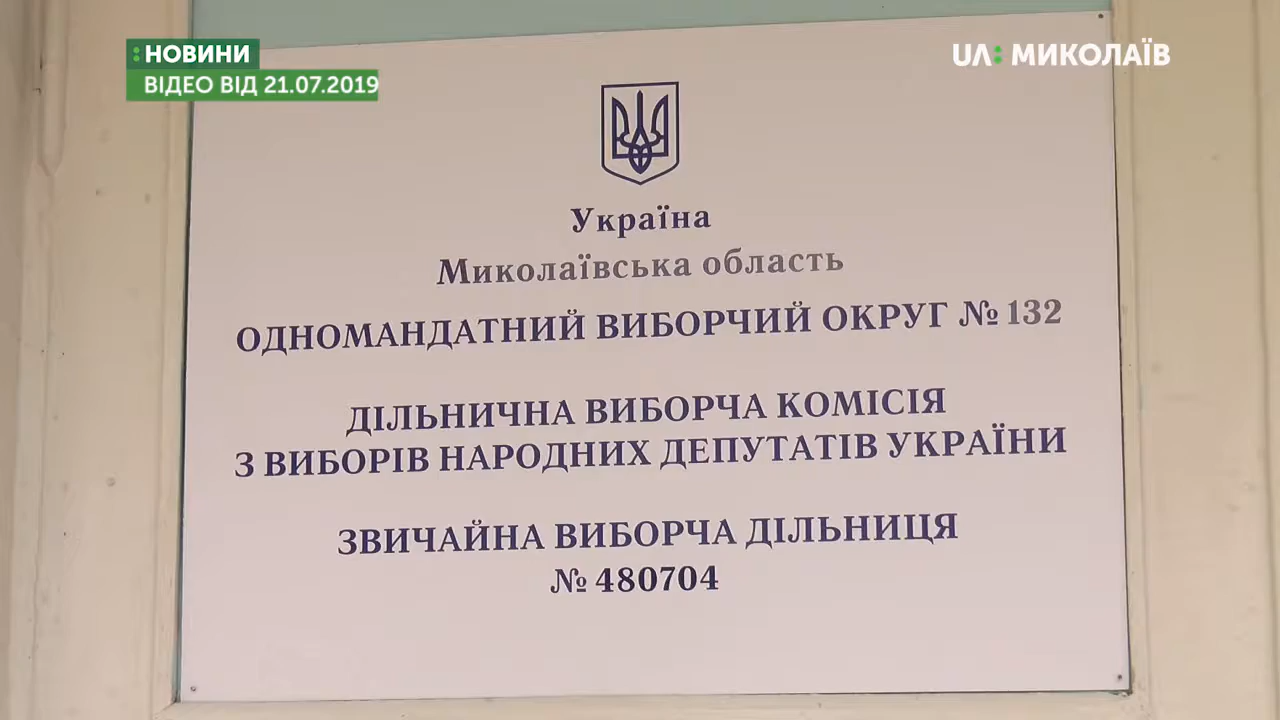 НОВИНИ
ВІДЕО ВІД 21.07.2019
UA: МИКОЛАЇВ
Україна
Миколаївська область
ОДНОМАНДАТНИЙ ВИБОРЧИЙ ОКРУГ № 132
ДІЛЬНИЧНА ВИБОРЧА КОМІСІЯ
З ВИБОРІВ НАРОДНИХ ДЕПУТАТІВ УКРАЇНИ
ЗВИЧАЙНА ВИБОРЧА ДІЛЬНИЦЯ
№ 480704